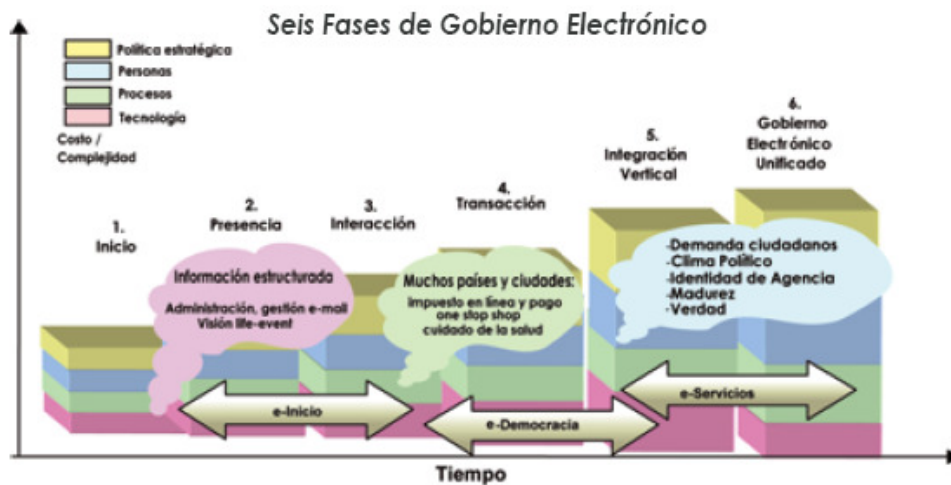 Seis Fases de Gobierno Electrónico
Política estratégica
Personas
Procesos
Tecnología
Costo /
Complejidad
1.
Inicio
2.
Presencia
3.
Interacción
4.
Transacción
5.
Integración
Vertical
6.
Gobierno
Electrónico
Unificado
Información estructurada
Administración, gestión e-mail
Visión life-event
Muchos países y ciudades:
Impuesto en línea y pago
one stop shop
cuidado de la salud
-Demanda ciudadanos
-Clima Político
-Identidad de Agencia
-Madurez
-Verdad
e-Inicio
e-Democracia
e-Servicios
Tiempo